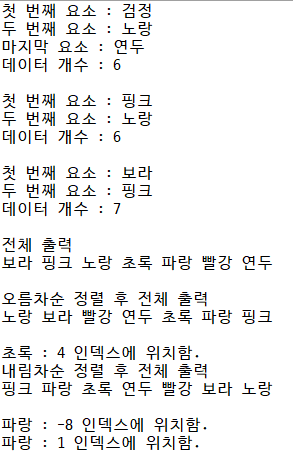 첫 번째 요소 : 검정
두 번째 요소 : 노랑
마지막 요소 : 연두
데이터 개수 : 6
첫 번째 요소 : 핑크
두 번째 요소 : 노랑
데이터 개수 : 6
첫 번째 요소 : 보라
두 번째 요소 : 핑크
데이터 개수 : 7
전체 출력
보라 핑크 노랑 초록 파랑 빨강 연두
오름차순 정렬 후 전체 출력
노랑 보라 빨강 연두 초록 파랑 핑크
초록 : 4 인덱스에 위치함.
내림차순 정렬 후 전체 출력
핑크 파랑 초록 연두 빨강 보라 노랑
파랑 : -8 인덱스에 위치함.
파랑 : 1 인덱스에 위치함.